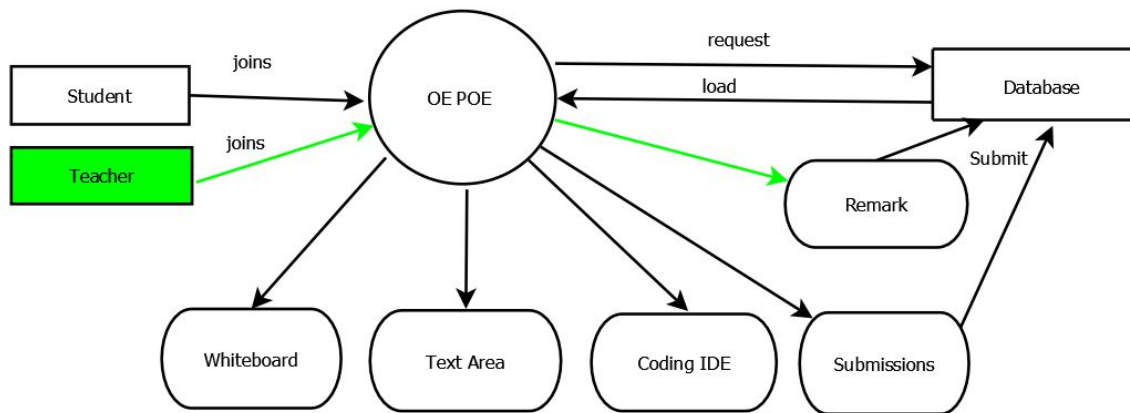 request
joins
Student
OE POE
load
Database
joins
Teacher
Submit
Remark
Whiteboard
Text Area
Coding IDE
Submissions